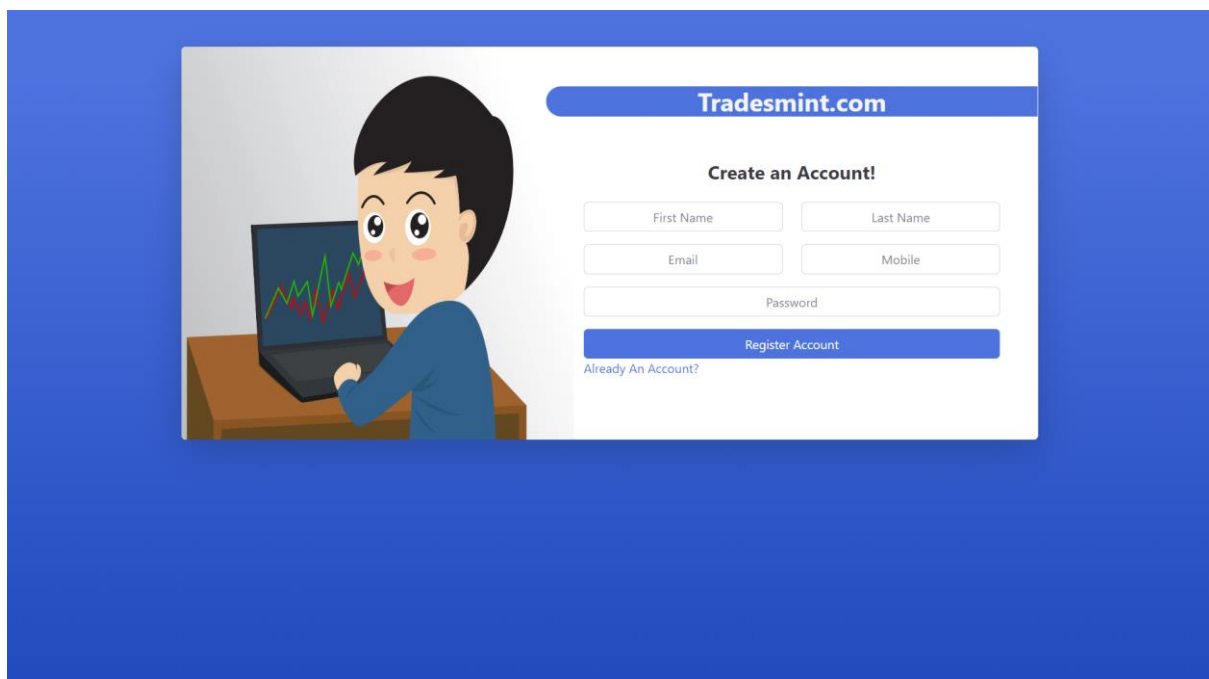 Tradesmint.com
Create an Account!
First Name
Last Name
Email
Mobile
Password
Register Account
Already An Account?